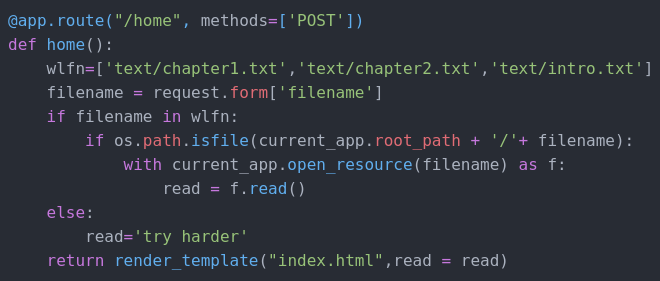 @app.route("/home", methods=['POST'])
def home():
    wlfn=['text/chapter1.txt','text/chapter2.txt','text/intro.txt']
    filename = request.form['filename']
    if filename in wlfn:
        if os.path.isfile(current_app.root_path + '/'+ filename):
            with current_app.open_resource(filename) as f:
                read = f.read()
    else:
        read='try harder'
    return render_template("index.html",read = read)